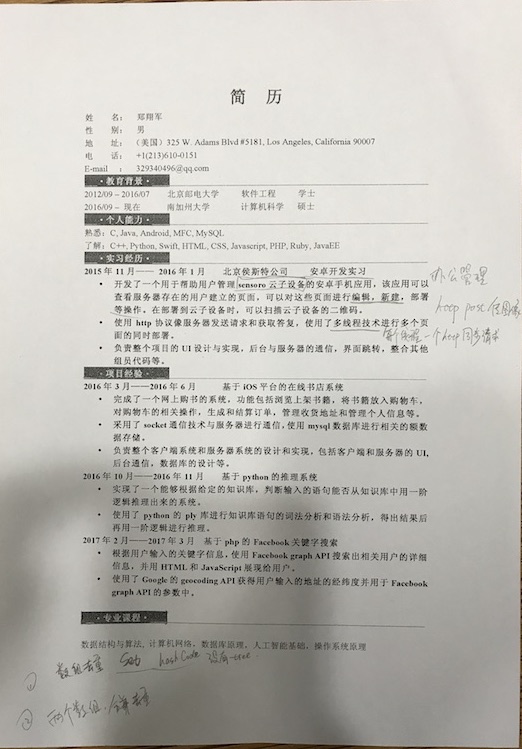 简 历
姓 名： 郑翔军
性 别： 男
地 址： （美国）325 W. Adams Blvd #5181, Los Angeles, California 90007
电 话： +1(213)610-0151
E-mail ： 329340496@qq.com
·教育背景·
2012/09 - 2016/07 北京邮电大学 软件工程 学士
2016/09 - 现在 南加州大学 计算机科学 硕士
·个人能力·
熟悉：C, Java, Android, MFC, MySQL
了解：C++, Python, Swift, HTML, CSS, Javascript, PHP, Ruby, JavaEE
·实习经历·
2015 年 11 月—— 2016 年 1 月 北京侯斯特公司 安卓开发实习
• 开发了一个用于帮助用户管理 sensoro 云子设备的安卓手机应用，该应用可以
查看服务器存在的用户建立的页面，可以对这些页面进行编辑，新建，部署
等操作。在部署到云子设备时，可以扫描云子设备的二维码。
办公管理
• 使用 http 协议像服务器发送请求和获取答复，使用了多线程技术进行多个页
面的同时部署。
http post
一个http同步请求
• 负责整个项目的 UI 设计与实现，后台与服务器的通信，界面跳转，整合其他
组员代码等。
·项目经验·
2016 年 3 月——2016 年 6 月 基于 iOS 平台的在线书店系统
• 完成了一个网上购书的系统，功能包括浏览上架书籍，将书籍放入购物车，
对购物车的相关操作，生成和结算订单，管理收货地址和管理个人信息等。
• 采用了 socket 通信技术与服务器进行通信，使用 mysql 数据库进行相关的额数
据存储。
• 负责整个客户端系统和服务器系统的设计和实现，包括客户端和服务器的 UI,
后台通信，数据库的设计等。
2016 年 10 月——2016 年 11 月 基于 python 的推理系统
• 实现了一个能够根据给定的知识库，判断输入的语句能否从知识库中用一阶
逻辑推理出来的系统。
• 使用了 python 的 ply 库进行知识库语句的词法分析和语法分析，得出结果后
再用一阶逻辑进行推理。
2017 年 2 月——2017 年 3 月 基于 php 的 Facebook 关键字搜索
• 根据用户输入的关键字信息，使用 Facebook graph API 搜索出相关用户的详细
信息，并用 HTML 和 JavaScript 展现给用户。
• 使用了 Google 的 geocoding API 获得用户输入的地址的经纬度并用于 Facebook
graph API 的参数中。
·专业课程·
数据结构与算法, 计算机网络，数据库原理，人工智能基础，操作系统原理
① 数组去重 Set hashCode 没有
② 两个数组，去重